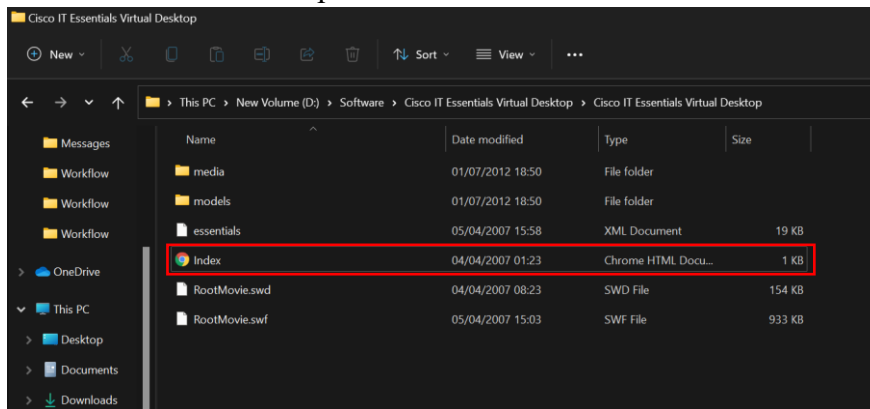 Cisco IT Essentials Virtual Desktop
New Sort View •••
This PC > New Volume (D:) > Software > Cisco IT Essentials Virtual Desktop > Cisco IT Essentials Virtual Desktop
Messages
Workflow
Workflow
Workflow
OneDrive
This PC
Desktop
Documents
Downloads
Name Date modified Type Size
media 01/07/2012 18:50 File folder
models 01/07/2012 18:50 File folder
essentials 05/04/2007 15:58 XML Document 19 KB
Index 04/04/2007 01:23 Chrome HTML Docu... 1 KB
RootMovie.swd 04/04/2007 08:23 SWD File 154 KB
RootMovie.swf 05/04/2007 15:03 SWF File 933 KB